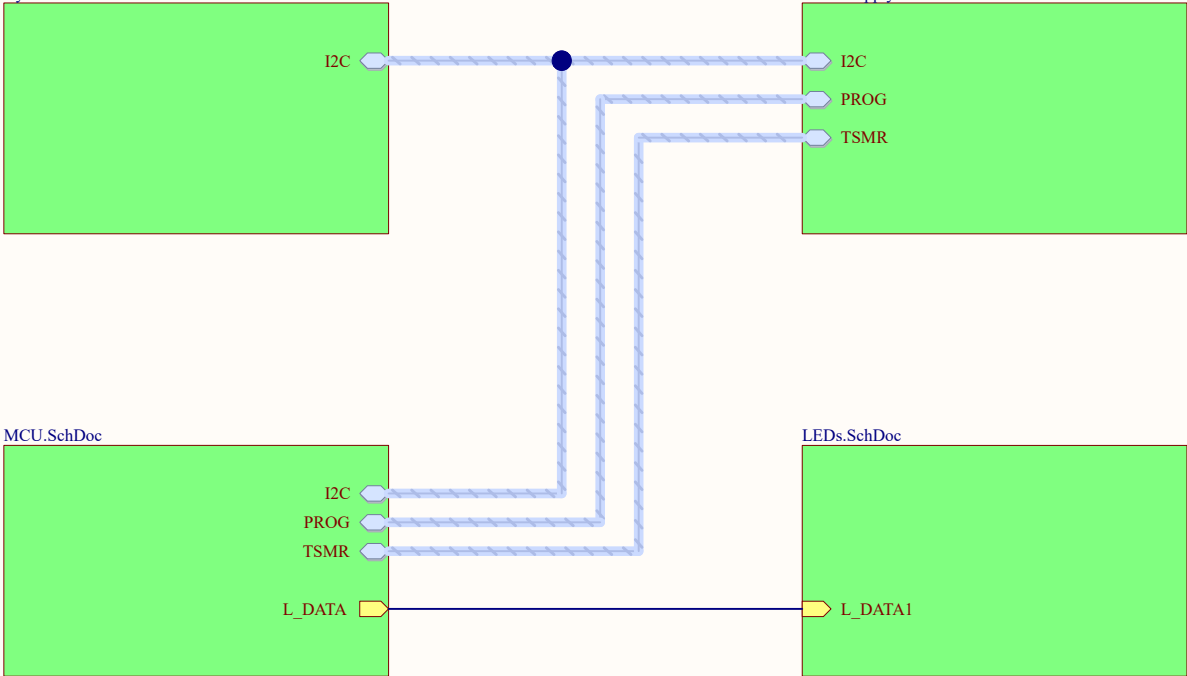 I2C
I2C
PROG
TSMR
MCU.SchDoc
LEDs.SchDoc
I2C
PROG
TSMR
L_DATA
L_DATA1